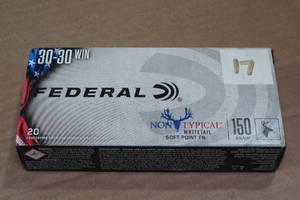 30-30 WIN
17
FEDERAL
20
NON TYPICAL
WHITETAIL
SOFT POINT FN
150
GRAIN